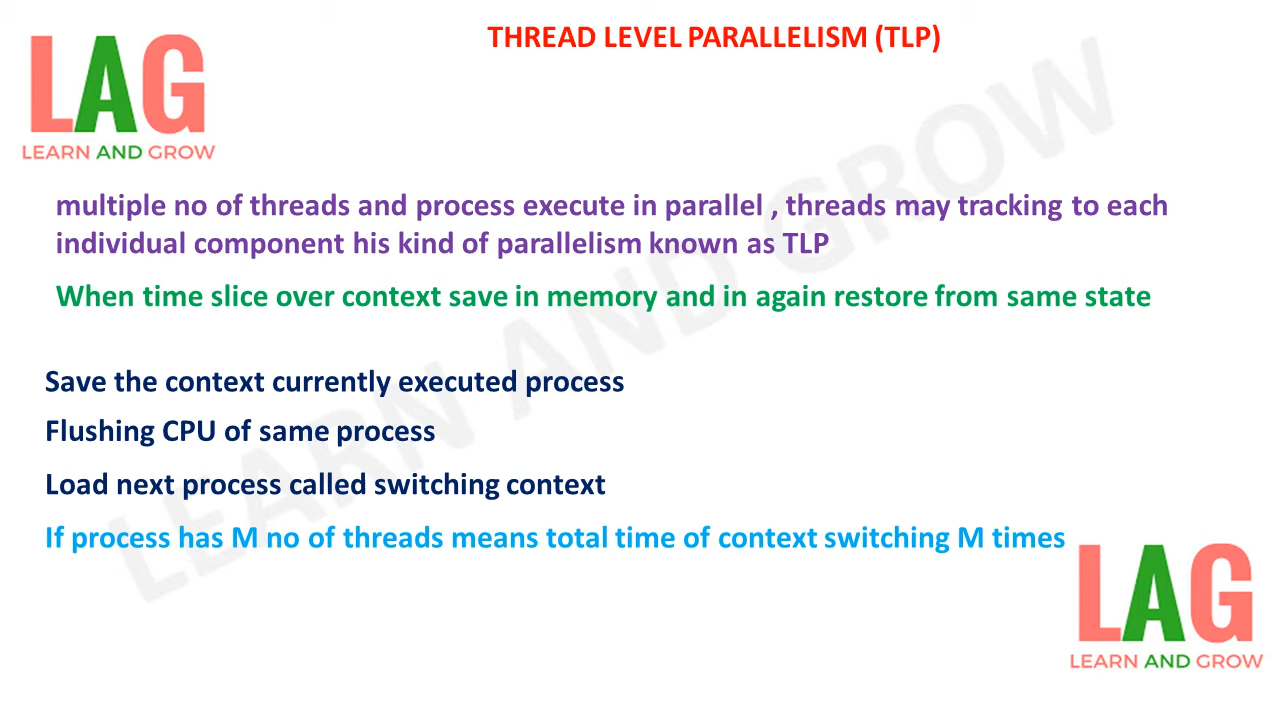 THREAD LEVEL PARALLELISM (TLP)
LAG
LEARN AND GROW
multiple no of threads and process execute in parallel , threads may tracking to each
individual component his kind of parallelism known as TLP
When time slice over context save in memory and in again restore from same state
Save the context currently executed process
Flushing CPU of same process
Load next process called switching context
If process has M no of threads means total time of context switching M times
LAG
LEARN AND GROW
LEARN AND GROW